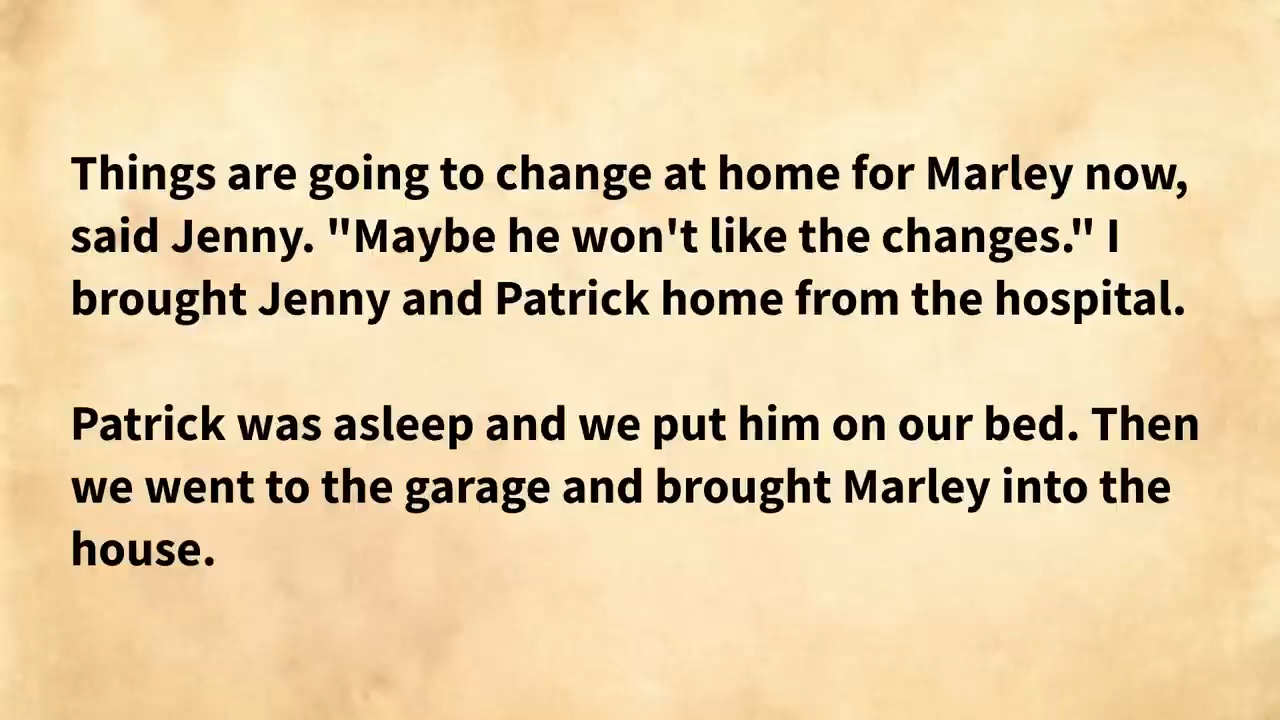 Things are going to change at home for Marley now,
said Jenny. "Maybe he won't like the changes." I
brought Jenny and Patrick home from the hospital.
Patrick was asleep and we put him on our bed. Then
we went to the garage and brought Marley into the
house.